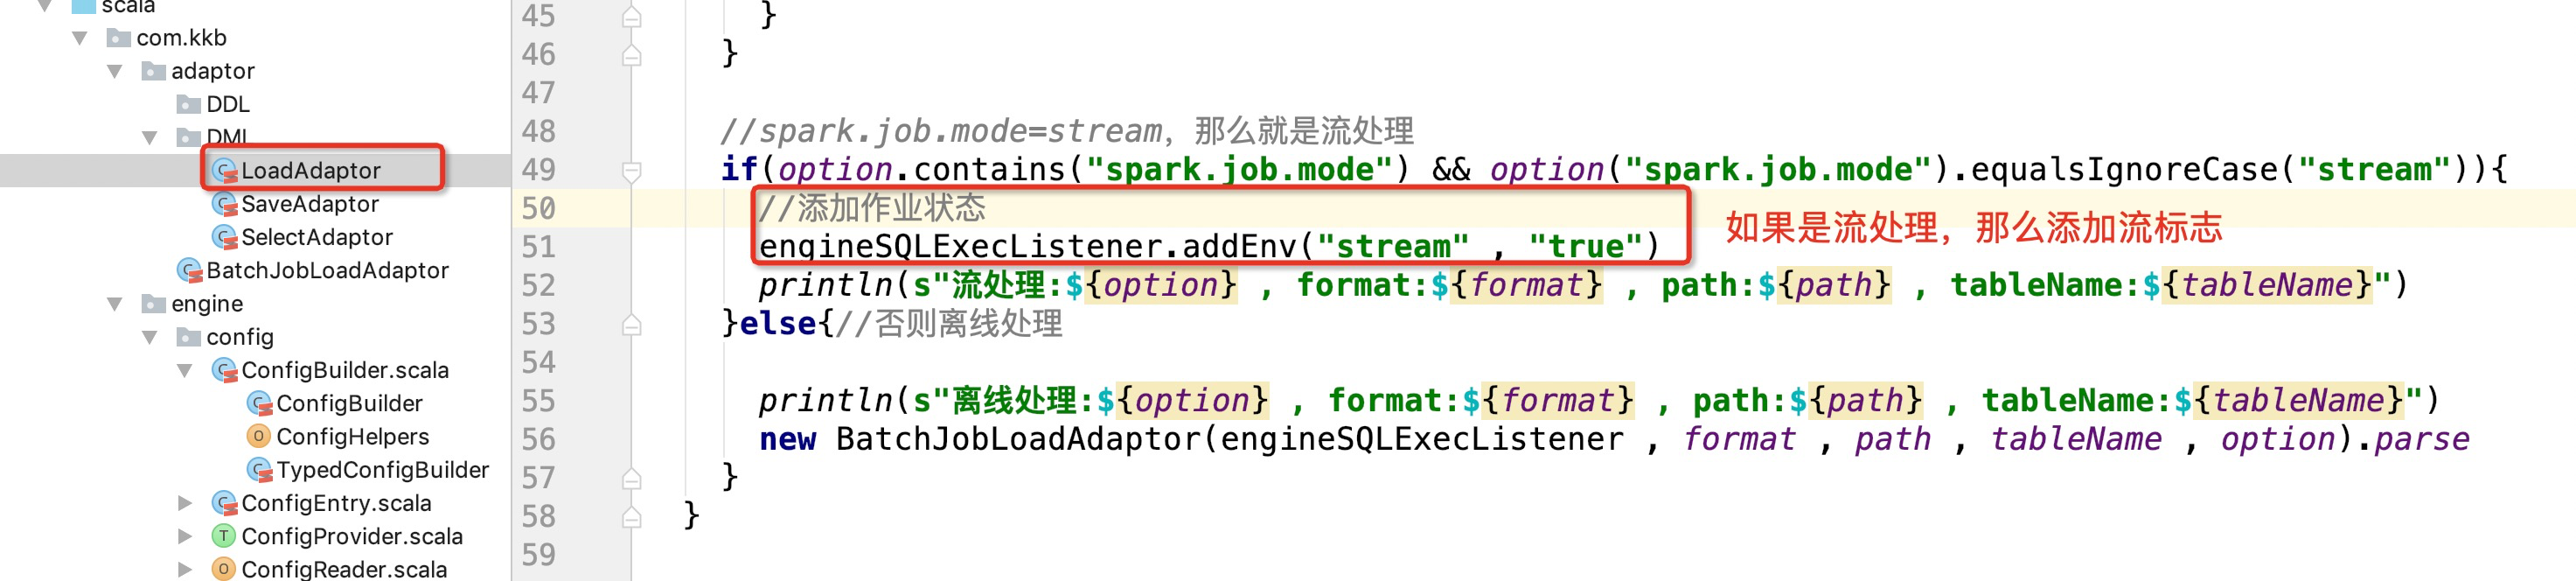 scala
com.kkb
adaptor
DDL
DML
LoadAdaptor
SaveAdaptor
SelectAdaptor
BatchJobLoadAdaptor
engine
config
ConfigBuilder.scala
ConfigBuilder
ConfigHelpers
TypedConfigBuilder
ConfigEntry.scala
ConfigProvider.scala
ConfigReader.scala
45 }
46 }
47
48 //spark.job.mode=stream，那么就是流处理
49 if(option.contains("spark.job.mode") && option("spark.job.mode").equalsIgnoreCase("stream")){
50 //添加作业状态
51 engineSQLExecListener.addEnv("stream" , "true")
如果是流处理，那么添加流标志
52 println(s"流处理:${option} , format:${format} , path:${path} , tableName:${tableName}")
53 }else{//否则离线处理
54
55 println(s"离线处理:${option} , format:${format} , path:${path} , tableName:${tableName}")
56 new BatchJobLoadAdaptor(engineSQLExecListener , format , path , tableName , option).parse
57 }
58 }
59